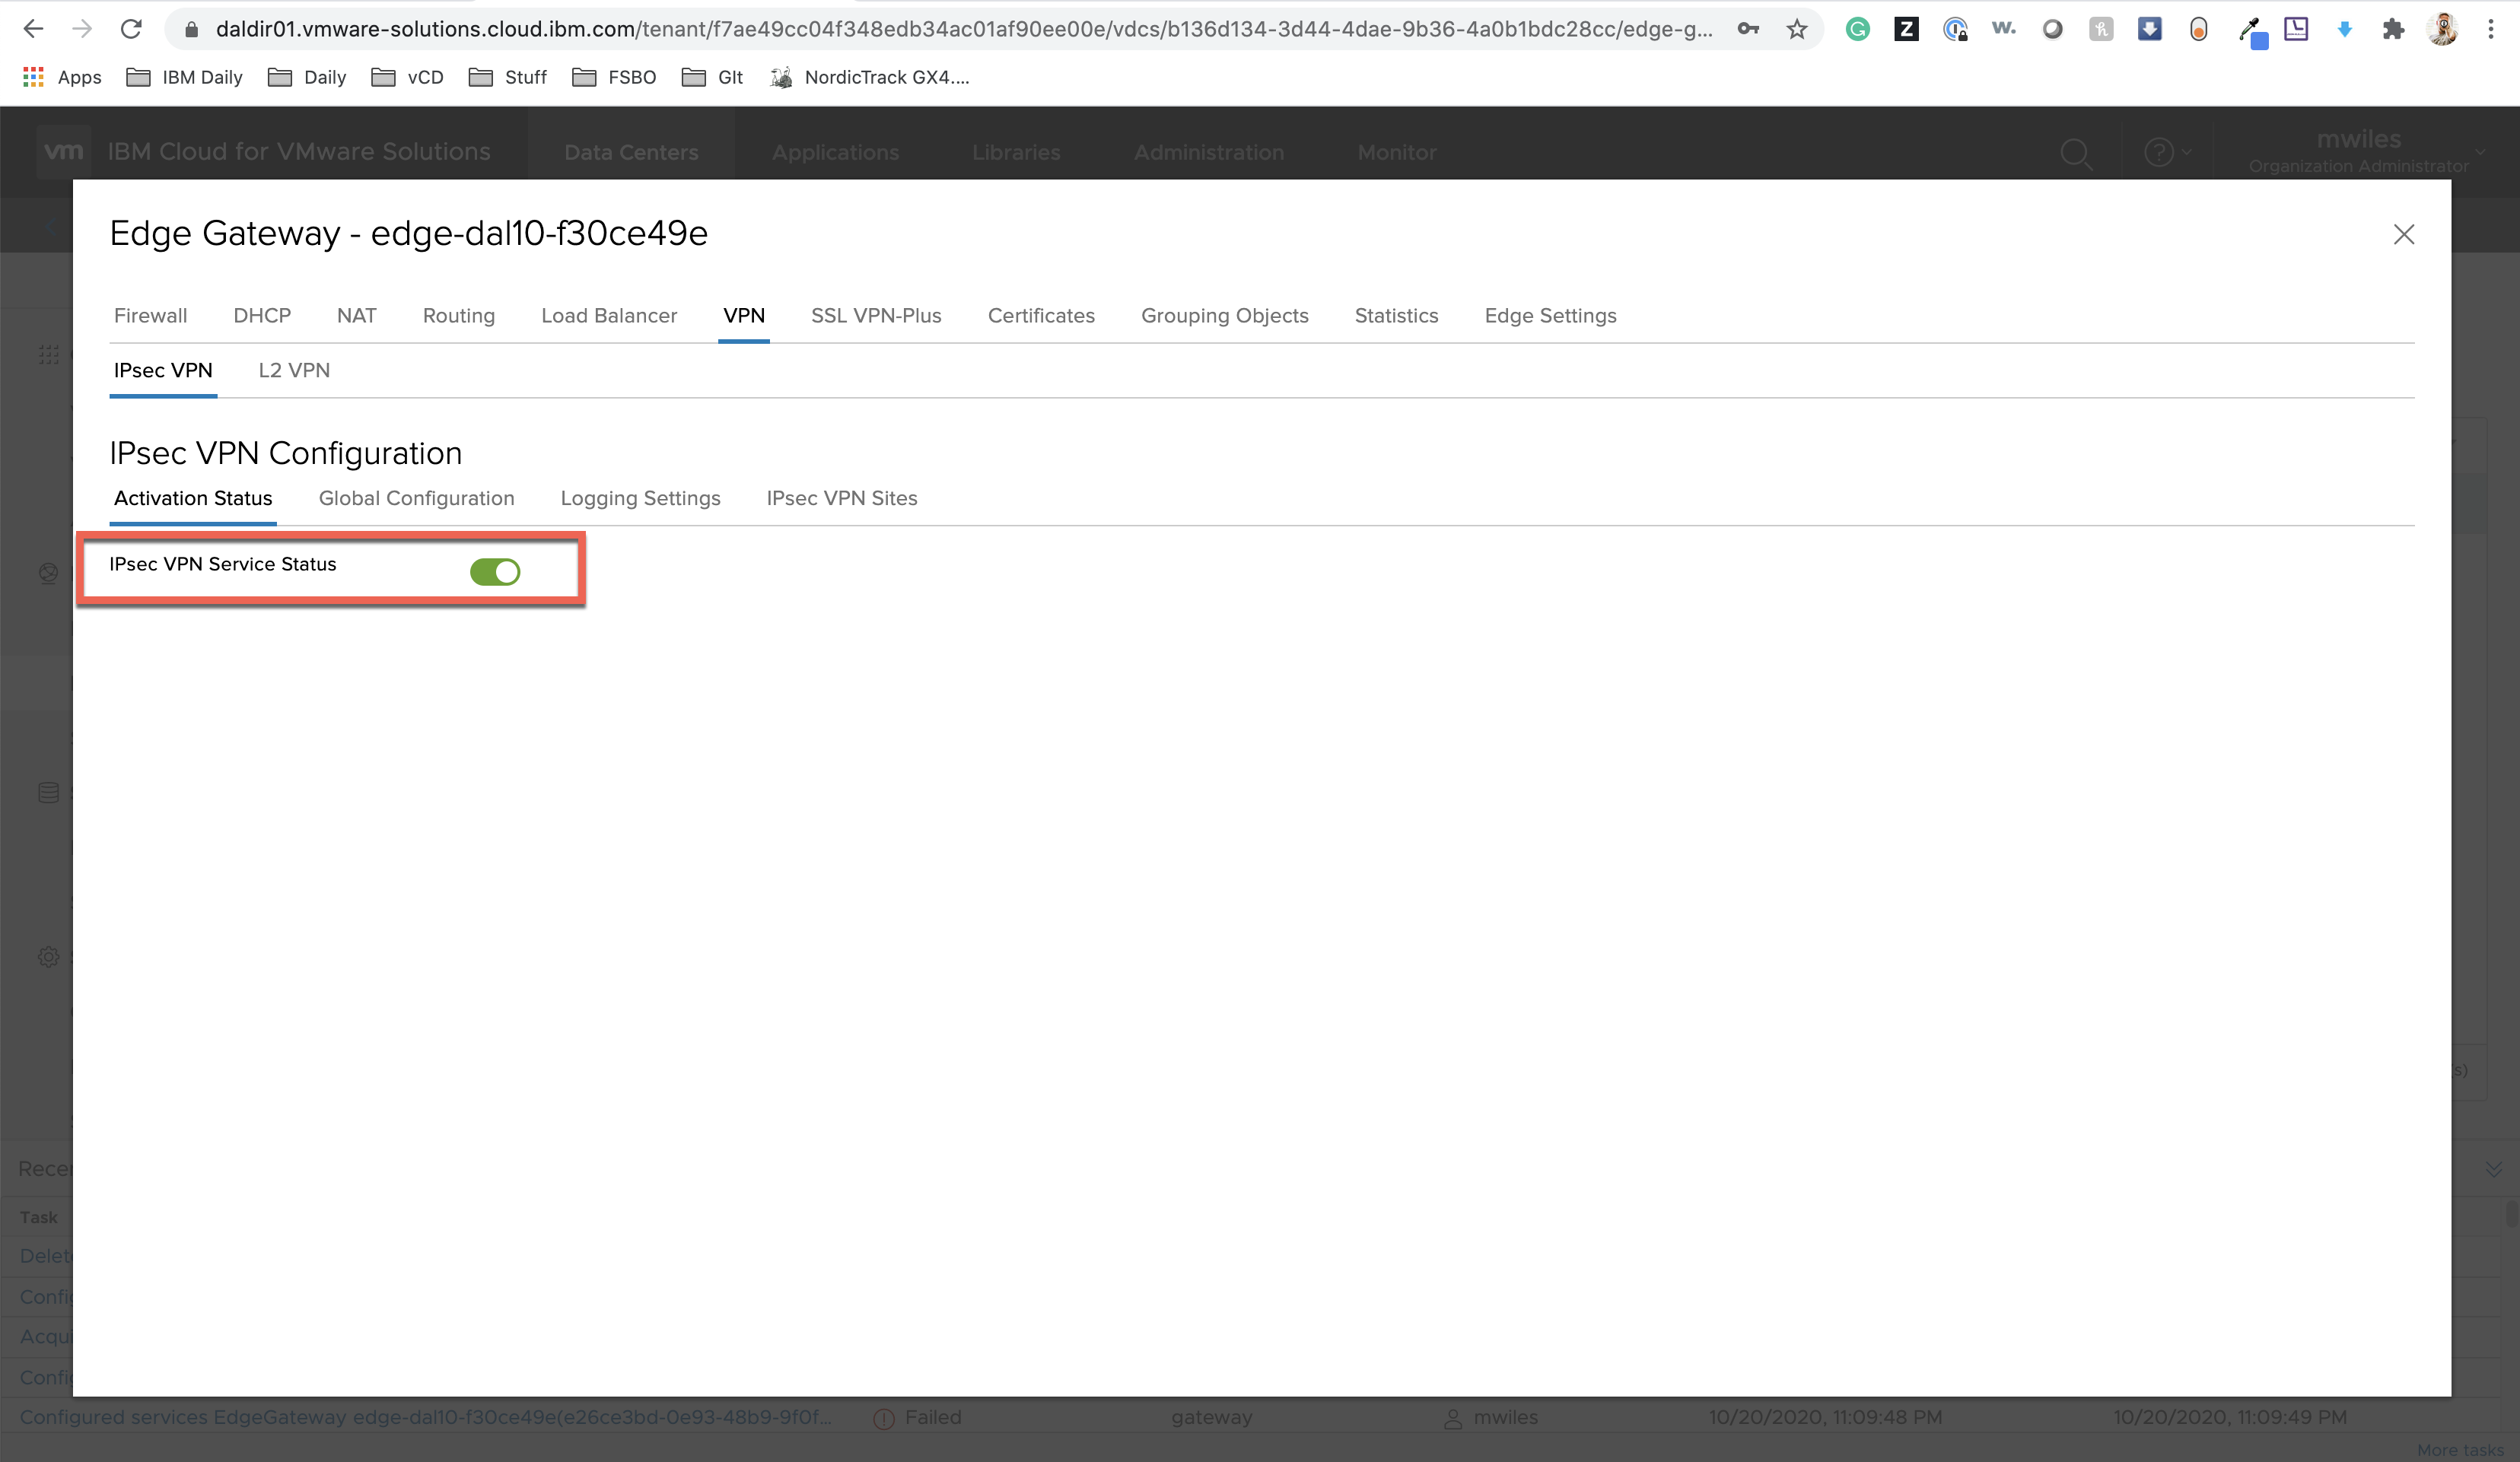 daldir01.vmware-solutions.cloud.ibm.com/tenant/f7ae49cc04f348edb34ac01af90ee00e/vdcs/b136d134-3d44-4dae-9b36-4a0b1bdc28cc/edge-g...
Apps IBM Daily Daily vCD Stuff FSBO GIt NordicTrack GX4....
vm IBM Cloud for VMware Solutions Data Centers Applications Libraries Administration Monitor mwiles
Organization Administrator
Edge Gateway - edge-dal10-f30ce49e
Firewall DHCP NAT Routing Load Balancer VPN SSL VPN-Plus Certificates Grouping Objects Statistics Edge Settings
IPsec VPN L2 VPN
IPsec VPN Configuration
Activation Status Global Configuration Logging Settings IPsec VPN Sites
IPsec VPN Service Status
Task
Configured services EdgeGateway edge-dal10-f30ce49e(e26ce3bd-0e93-48b9-9f0f... Failed gateway mwiles 10/20/2020, 11:09:48 PM 10/20/2020, 11:09:49 PM
More tasks